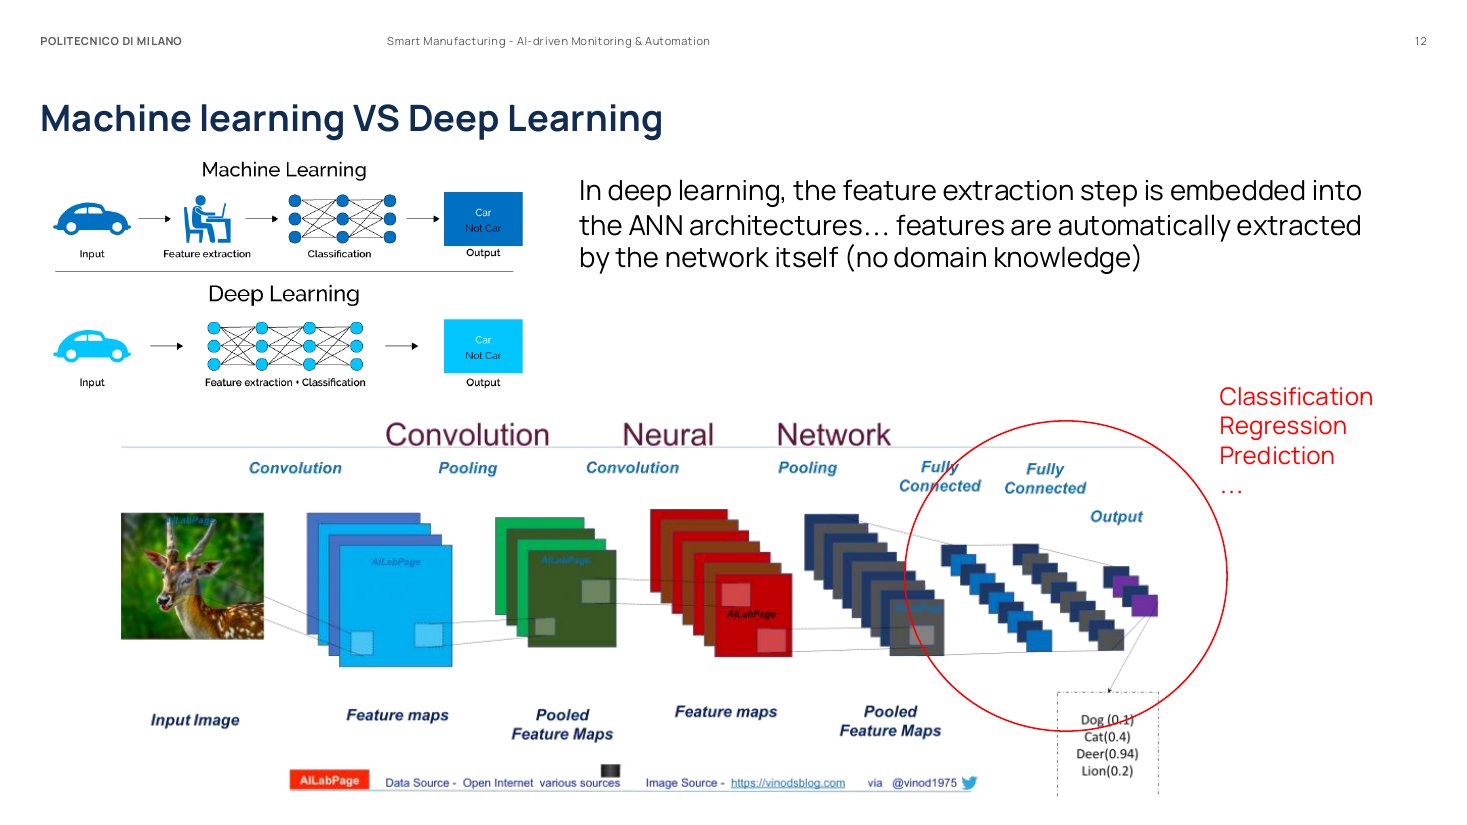 POLITECNICO DI MILANO
Smart Manufacturing - AI-driven Monitoring & Automation
12
Machine learning VS Deep Learning
Machine Learning
Car
Not Car
Input
Feature extraction
Classification
Output
Deep Learning
Car
Not Car
Input
Feature extraction + Classification
Output
In deep learning, the feature extraction step is embedded into
the ANN architectures... features are automatically extracted
by the network itself (no domain knowledge)
Classification
Regression
Prediction
...
Convolution Neural Network
Convolution
Pooling
Convolution
Pooling
Fully
Connected
Fully
Connected
Output
AILabPage
AILabPage
AILabPage
AILabPage
Input Image
Feature maps
Pooled
Feature Maps
Feature maps
Pooled
Feature Maps
Dog (0.1)
Cat(0.4)
Deer(0.94)
Lion(0.2)
AILabPage
Data Source - Open Internet various sources
Image Source - https://vinodsblog.com via @vinod1975